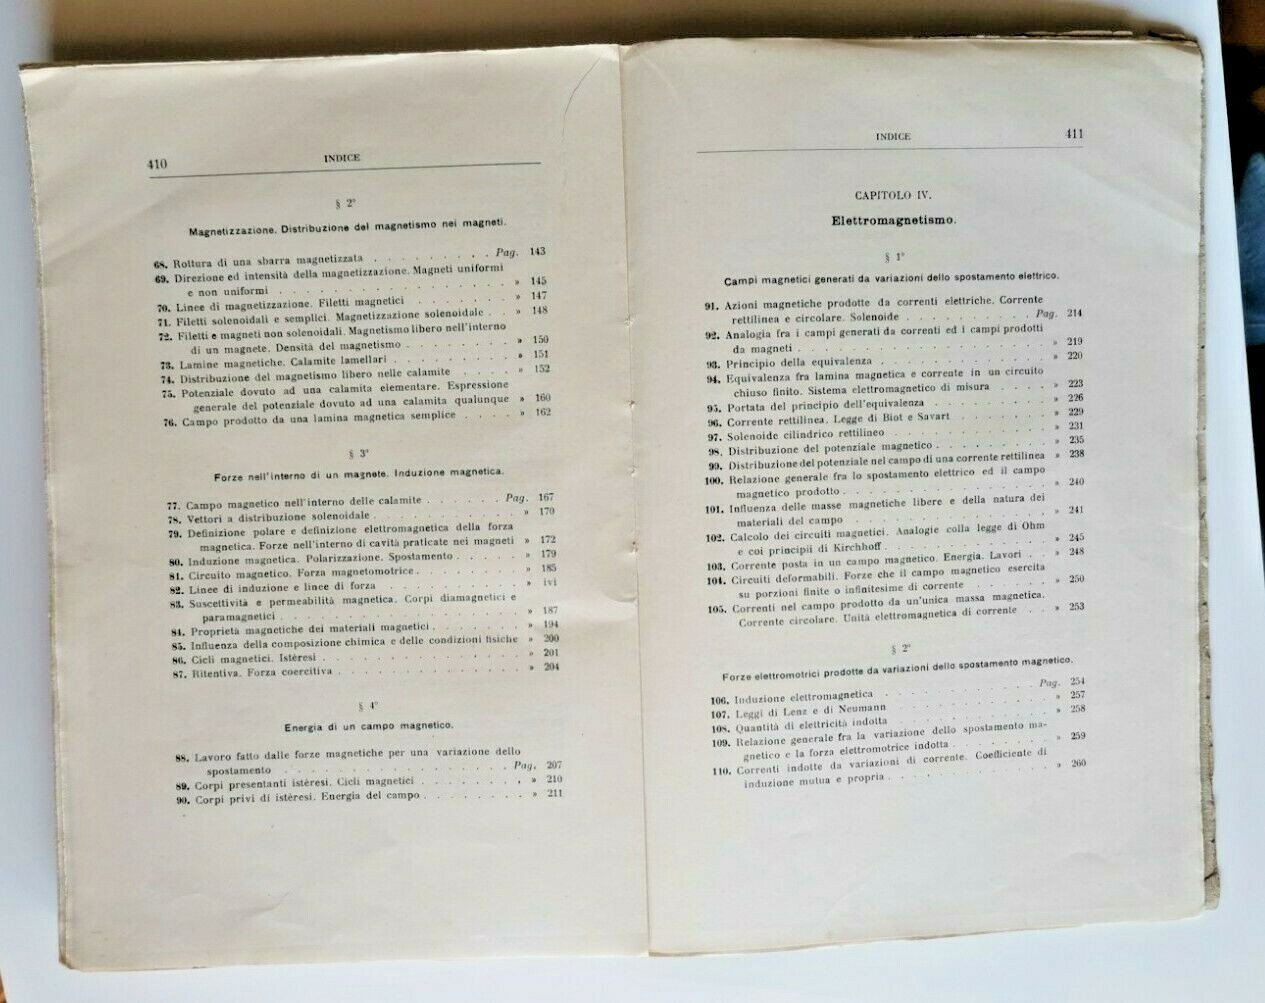 410
INDICE
§ 2°
Magnetizzazione. Distribuzione del magnetismo nei magneti.
68. Rottura di una sbarra magnetizzata . . . . . . . . . Pag. 143
69. Direzione ed intensità della magnetizzazione. Magneti uniformi
e non uniformi . . . . . . . . . . . . . . » 145
70. Linee di magnetizzazione. Filetti magnetici . . . . . . . » 147
71. Filetti solenoidali e semplici. Magnetizzazione solenoidale . . » 148
72. Filetti e magneti non solenoidali. Magnetismo libero nell'interno
di un magnete. Densità del magnetismo . . . . . . . . » 150
73. Lamine magnetiche. Calamite lamellari . . . . . . . . » 151
74. Distribuzione del magnetismo libero nelle calamite . . . . » 152
75. Potenziale dovuto ad una calamita elementare. Espressione
generale del potenziale dovuto ad una calamita qualunque » 160
76. Campo prodotto da una lamina magnetica semplice . . . . » 162
§ 3°
Forze nell'interno di un magnete. Induzione magnetica.
77. Campo magnetico nell'interno delle calamite . . . . . . Pag. 167
78. Vettori a distribuzione solenoidale . . . . . . . . . . » 170
79. Definizione polare e definizione elettromagnetica della forza
magnetica. Forze nell'interno di cavità praticate nei magneti » 172
80. Induzione magnetica. Polarizzazione. Spostamento . . . . . » 179
81. Circuito magnetico. Forza magnetomotrice . . . . . . . . » 185
82. Linee di induzione e linee di forza . . . . . . . . . » ivi
83. Suscettività e permeabilità magnetica. Corpi diamagnetici e
paramagnetici . . . . . . . . . . . . . . . » 187
84. Proprietà magnetiche dei materiali magnetici . . . . . . . » 194
85. Influenza della composizione chimica e delle condizioni fisiche » 200
86. Cicli magnetici. Istèresi . . . . . . . . . . . . . » 201
87. Ritentiva. Forza coercitiva . . . . . . . . . . . . » 204
§ 4°
Energia di un campo magnetico.
88. Lavoro fatto dalle forze magnetiche per una variazione dello
spostamento . . . . . . . . . . . . . . Pag. 207
89. Corpi presentanti istèresi. Cicli magnetici . . . . . . . . » 210
90. Corpi privi di istèresi. Energia del campo . . . . . . . . » 211
INDICE
411
CAPITOLO IV.
Elettromagnetismo.
§ 1°
Campi magnetici generati da variazioni dello spostamento elettrico.
91. Azioni magnetiche prodotte da correnti elettriche. Corrente
rettilinea e circolare. Solenoide . . . . . . . . . Pag. 214
92. Analogia fra i campi generati da correnti ed i campi prodotti
da magneti . . . . . . . . . . . . . . . . » 219
93. Principio della equivalenza . . . . . . . . . . . . » 220
94. Equivalenza fra lamina magnetica e corrente in un circuito
chiuso finito. Sistema elettromagnetico di misura . . . . . » 223
95. Portata del principio dell'equivalenza . . . . . . . . . » 226
96. Corrente rettilinea. Legge di Biot e Savart . . . . . . . » 229
97. Solenoide cilindrico rettilineo . . . . . . . . . . . » 231
98. Distribuzione del potenziale magnetico . . . . . . . . . » 235
99. Distribuzione del potenziale nel campo di una corrente rettilinea » 238
100. Relazione generale fra lo spostamento elettrico ed il campo
magnetico prodotto . . . . . . . . . . . . . . » 240
101. Influenza delle masse magnetiche libere e della natura dei
materiali del campo . . . . . . . . . . . . . . » 241
102. Calcolo dei circuiti magnetici. Analogie colla legge di Ohm
e coi principii di Kirchhoff . . . . . . . . . . . . » 245
103. Corrente posta in un campo magnetico. Energia. Lavori . . » 248
104. Circuiti deformabili. Forze che il campo magnetico esercita
su porzioni finite o infinitesime di corrente . . . . . . . » 250
105. Correnti nel campo prodotto da un'unica massa magnetica.
Corrente circolare. Unità elettromagnetica di corrente . . » 253
§ 2°
Forze elettromotrici prodotte da variazioni dello spostamento magnetico.
106. Induzione elettromagnetica . . . . . . . . . . . Pag. 254
107. Leggi di Lenz e di Neumann . . . . . . . . . . . » 257
108. Quantità di elettricità indotta . . . . . . . . . . . » 258
109. Relazione generale fra la variazione dello spostamento ma-
gnetico e la forza elettromotrice indotta . . . . . . . . » 259
110. Correnti indotte da variazioni di corrente. Coefficiente di
induzione mutua e propria . . . . . . . . . . . . » 260